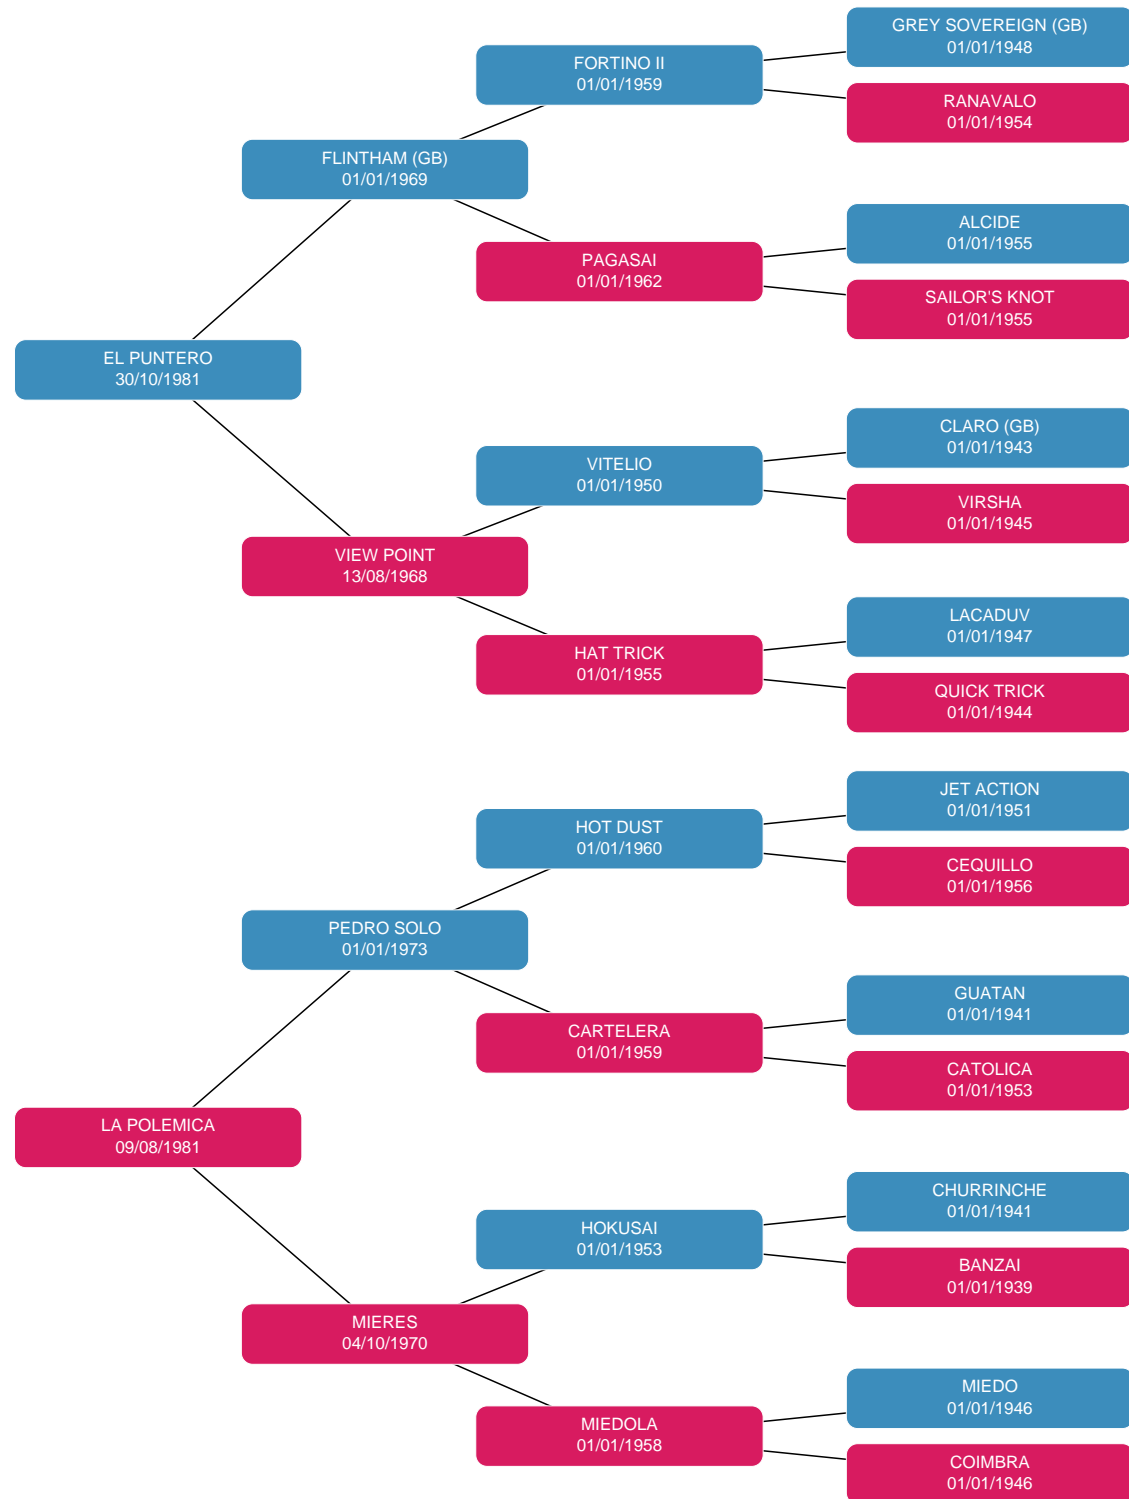 GREY SOVEREIGN (GB)
01/01/1948
FORTINO II
01/01/1959
RANAVALO
01/01/1954
FLINTHAM (GB)
01/01/1969
ALCIDE
01/01/1955
PAGASAI
01/01/1962
SAILOR'S KNOT
01/01/1955
EL PUNTERO
30/10/1981
CLARO (GB)
01/01/1943
VITELIO
01/01/1950
VIRSHA
01/01/1945
VIEW POINT
13/08/1968
LACADUV
01/01/1947
HAT TRICK
01/01/1955
QUICK TRICK
01/01/1944
JET ACTION
01/01/1951
HOT DUST
01/01/1960
CEQUILLO
01/01/1956
PEDRO SOLO
01/01/1973
GUATAN
01/01/1941
CARTELERA
01/01/1959
CATOLICA
01/01/1953
LA POLEMICA
09/08/1981
CHURRINCHE
01/01/1941
HOKUSAI
01/01/1953
BANZAI
01/01/1939
MIERES
04/10/1970
MIEDO
01/01/1946
MIEDOLA
01/01/1958
COIMBRA
01/01/1946